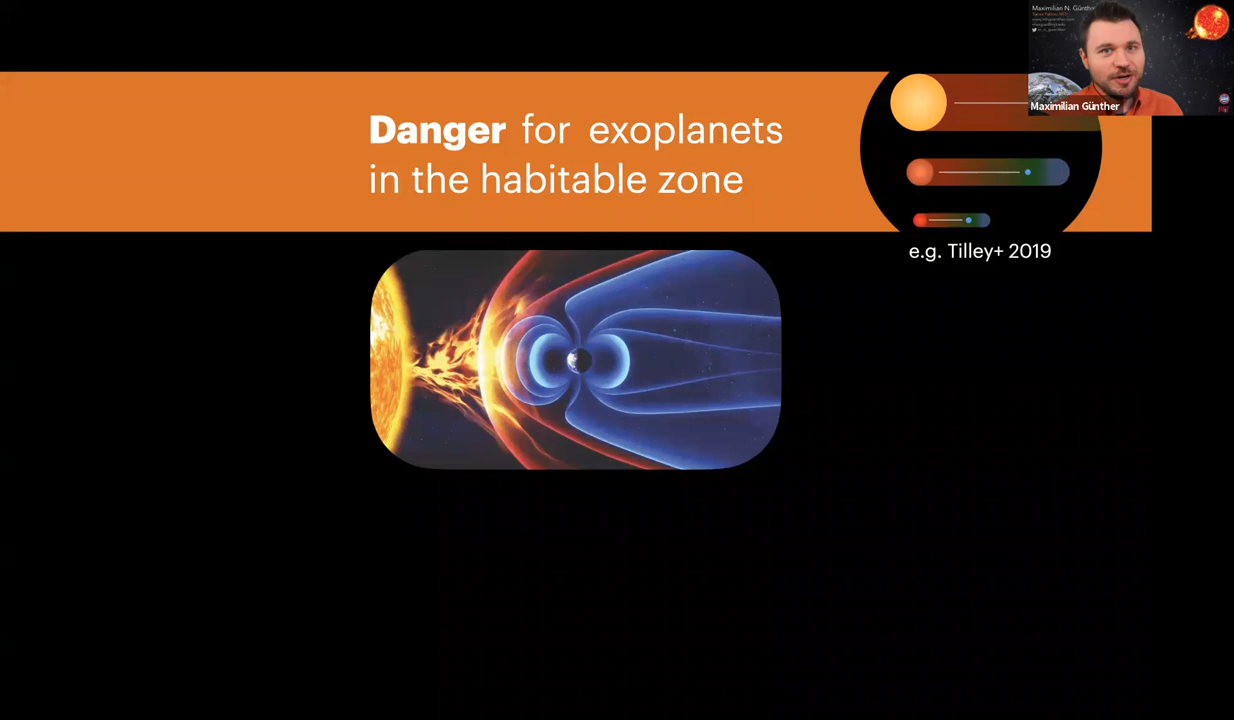 Danger for exoplanets
in the habitable zone
e.g. Tilley+ 2019
Maximilian N. Günther
Maximilian Günther